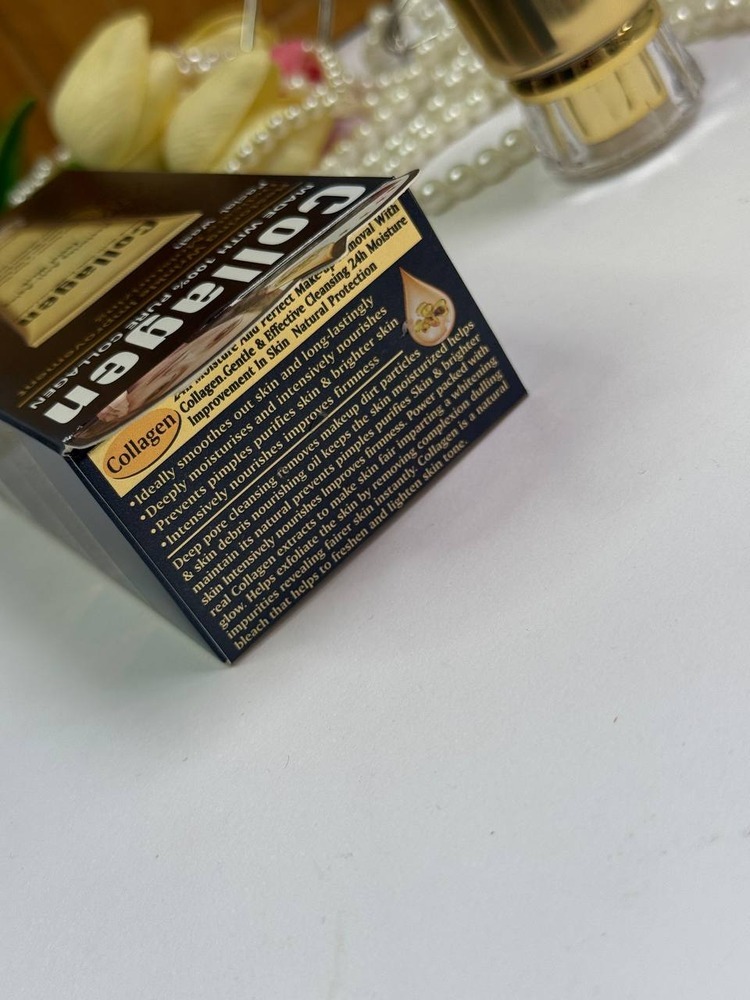 Collagen
MADE WITH 100% PURE COLLAGEN
Facial
Collagen
Collagen
24h Moisture And Perfect Make-up Removal With
Collagen.Gentle & Effective Cleansing 24h Moisture
Improvement In Skin Natural Protection
•Ideally smoothes out skin and long-lastingly
•Deeply moisturises and intensively nourishes
•Prevents pimples purifies skin & brighter skin
•Intensively nourishes improves firmness
Deep pore cleansing removes makeup dirt particles
& skin debris nourishing oil keeps the skin moisturized helps
maintain its natural prevents pimples purifies Skin & brighter
skin Intensively nourishes Improves firmness. Power packed with
real Collagen extracts to make skin fair imparting a whitening
glow. Helps exfoliate the skin by removing complexion dulling
impurities revealing fairer skin instantly. Collagen is a natural
bleach that helps to freshen and lighten skin tone.